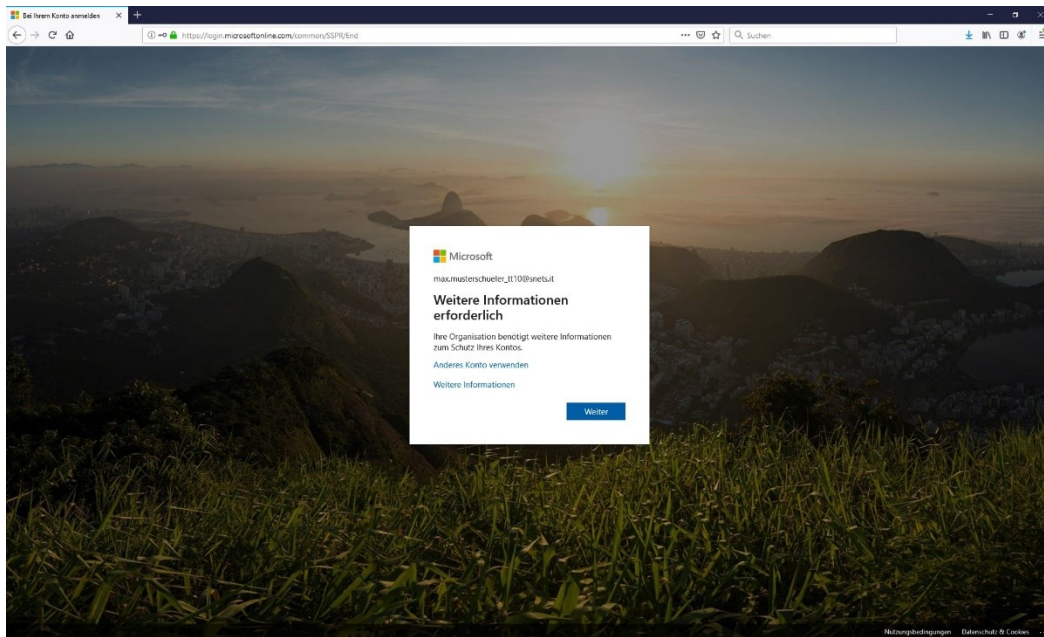 Bei Ihrem Konto anmelden
https://login.microsoftonline.com/common/SSPR/End
Suchen
Microsoft
max.musterschueler_tt10@snets.it
Weitere Informationen
erforderlich
Ihre Organisation benötigt weitere Informationen
zum Schutz Ihres Kontos.
Anderes Konto verwenden
Weitere Informationen
Weiter
Nutzungsbedingungen Datenschutz & Cookies